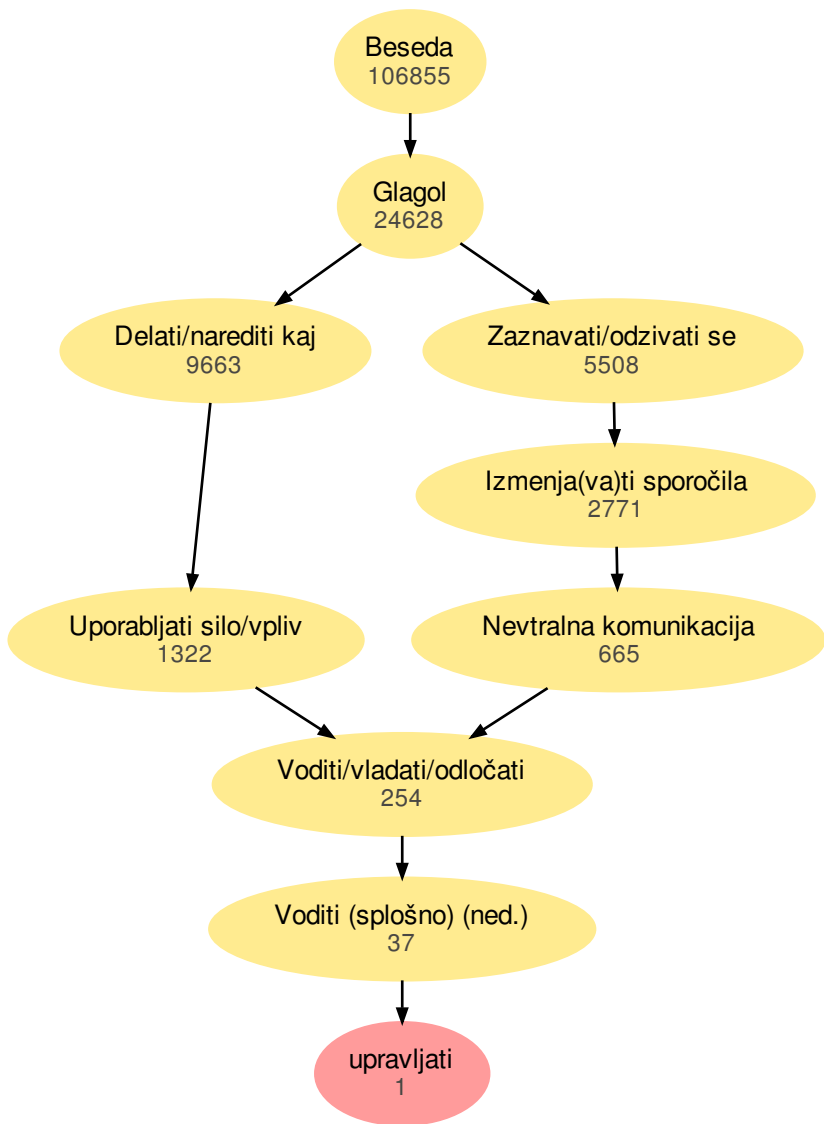 Beseda
106855
Glagol
24628
Delati/narediti kaj
9663
Zaznavati/odzivati se
5508
Izmenja(va)ti sporočila
2771
Uporabljati silo/vpliv
1322
Nevtralna komunikacija
665
Voditi/vladati/odločati
254
Voditi (splošno) (ned.)
37
upravljati
1